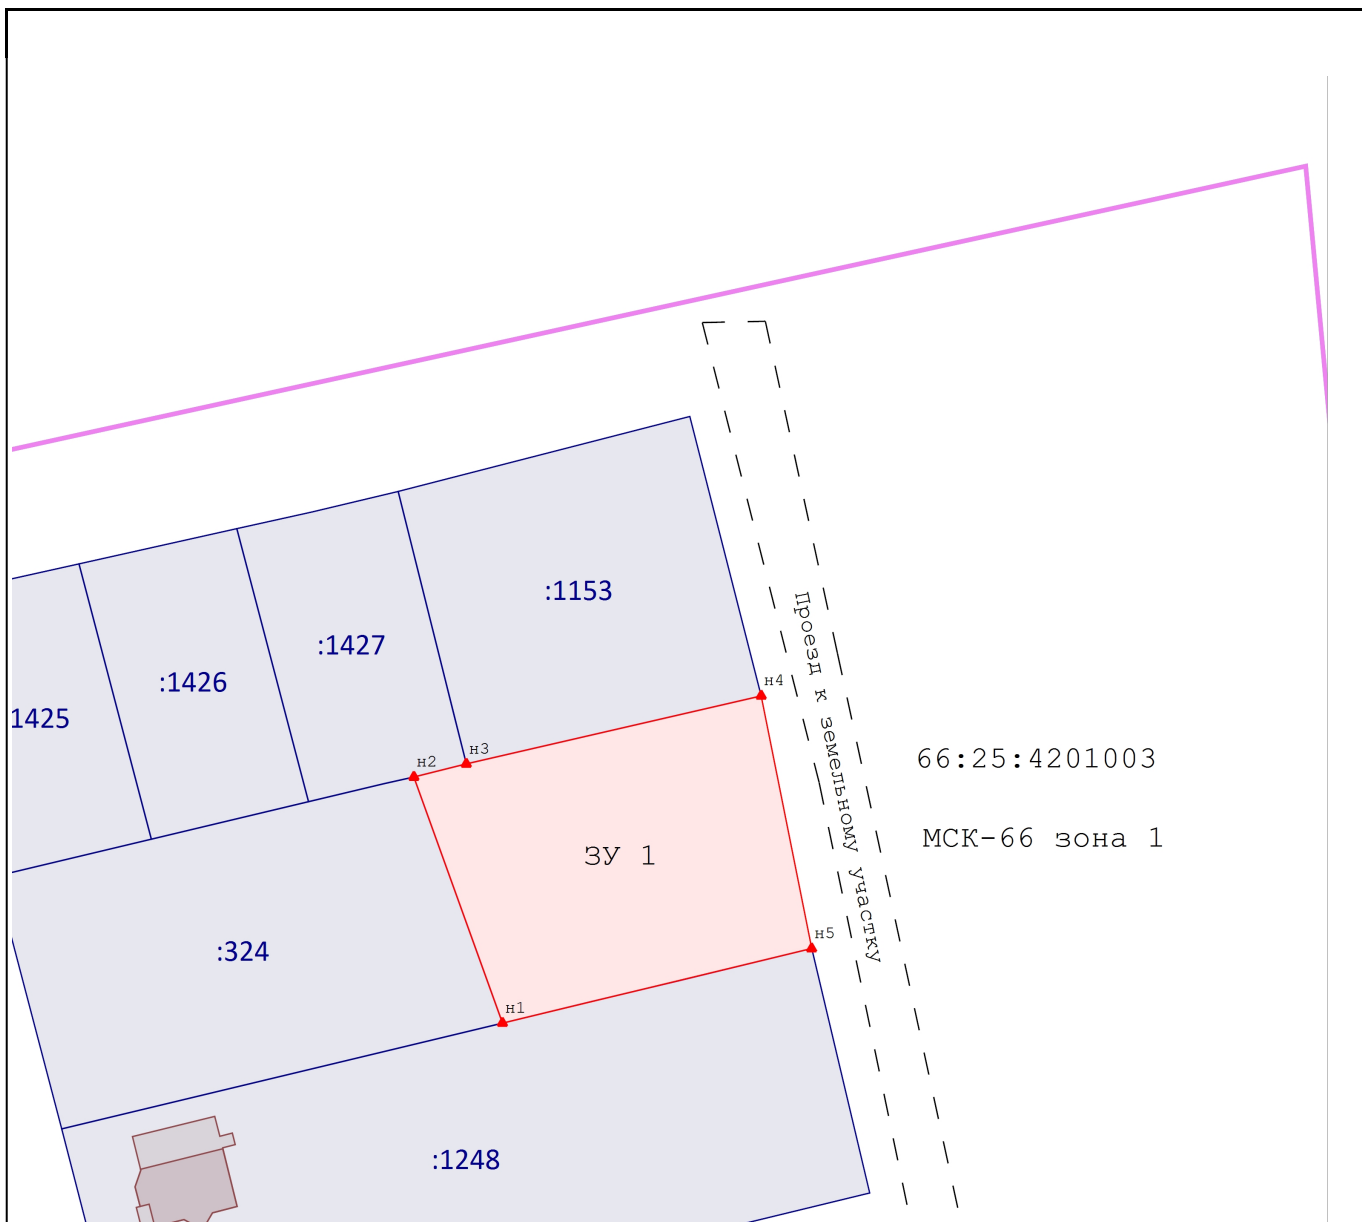 :1153
:1427
:1426
1425
н4
н3
н2
Проезд к земельному участку
66:25:4201003
МСК-66 зона 1
ЗУ 1
н5
:324
н1
:1248